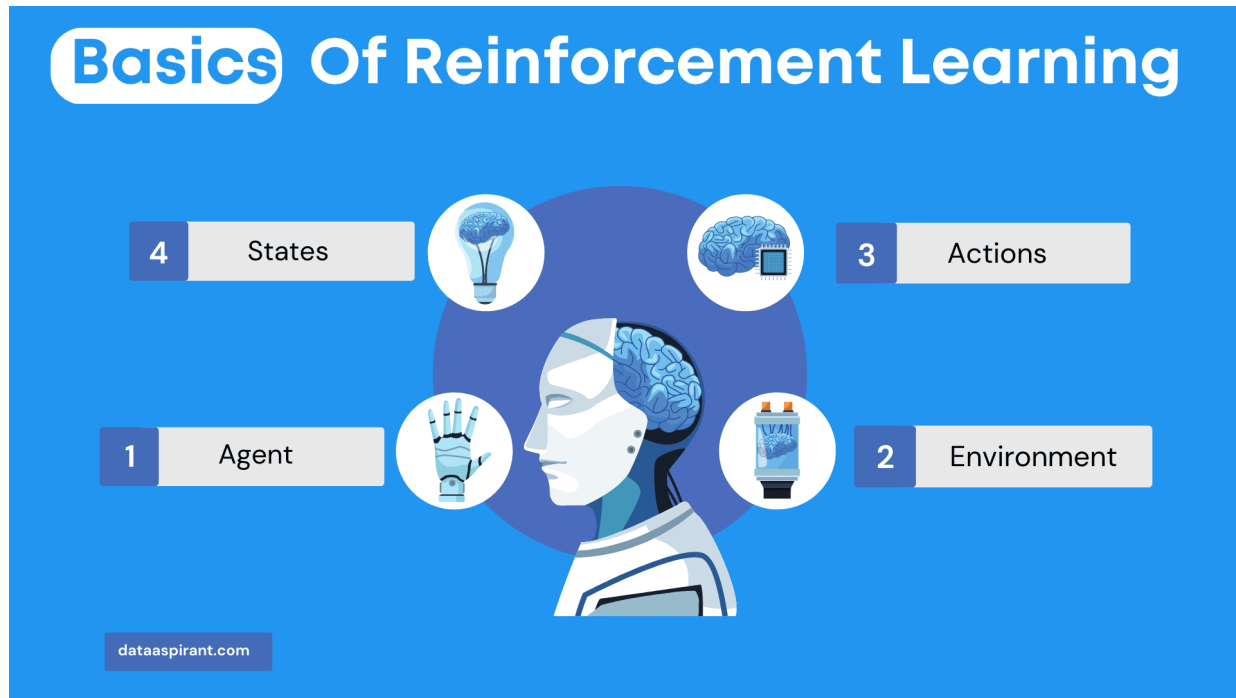 Basics Of Reinforcement Learning
4 States
3 Actions
1 Agent
2 Environment
dataaspirant.com